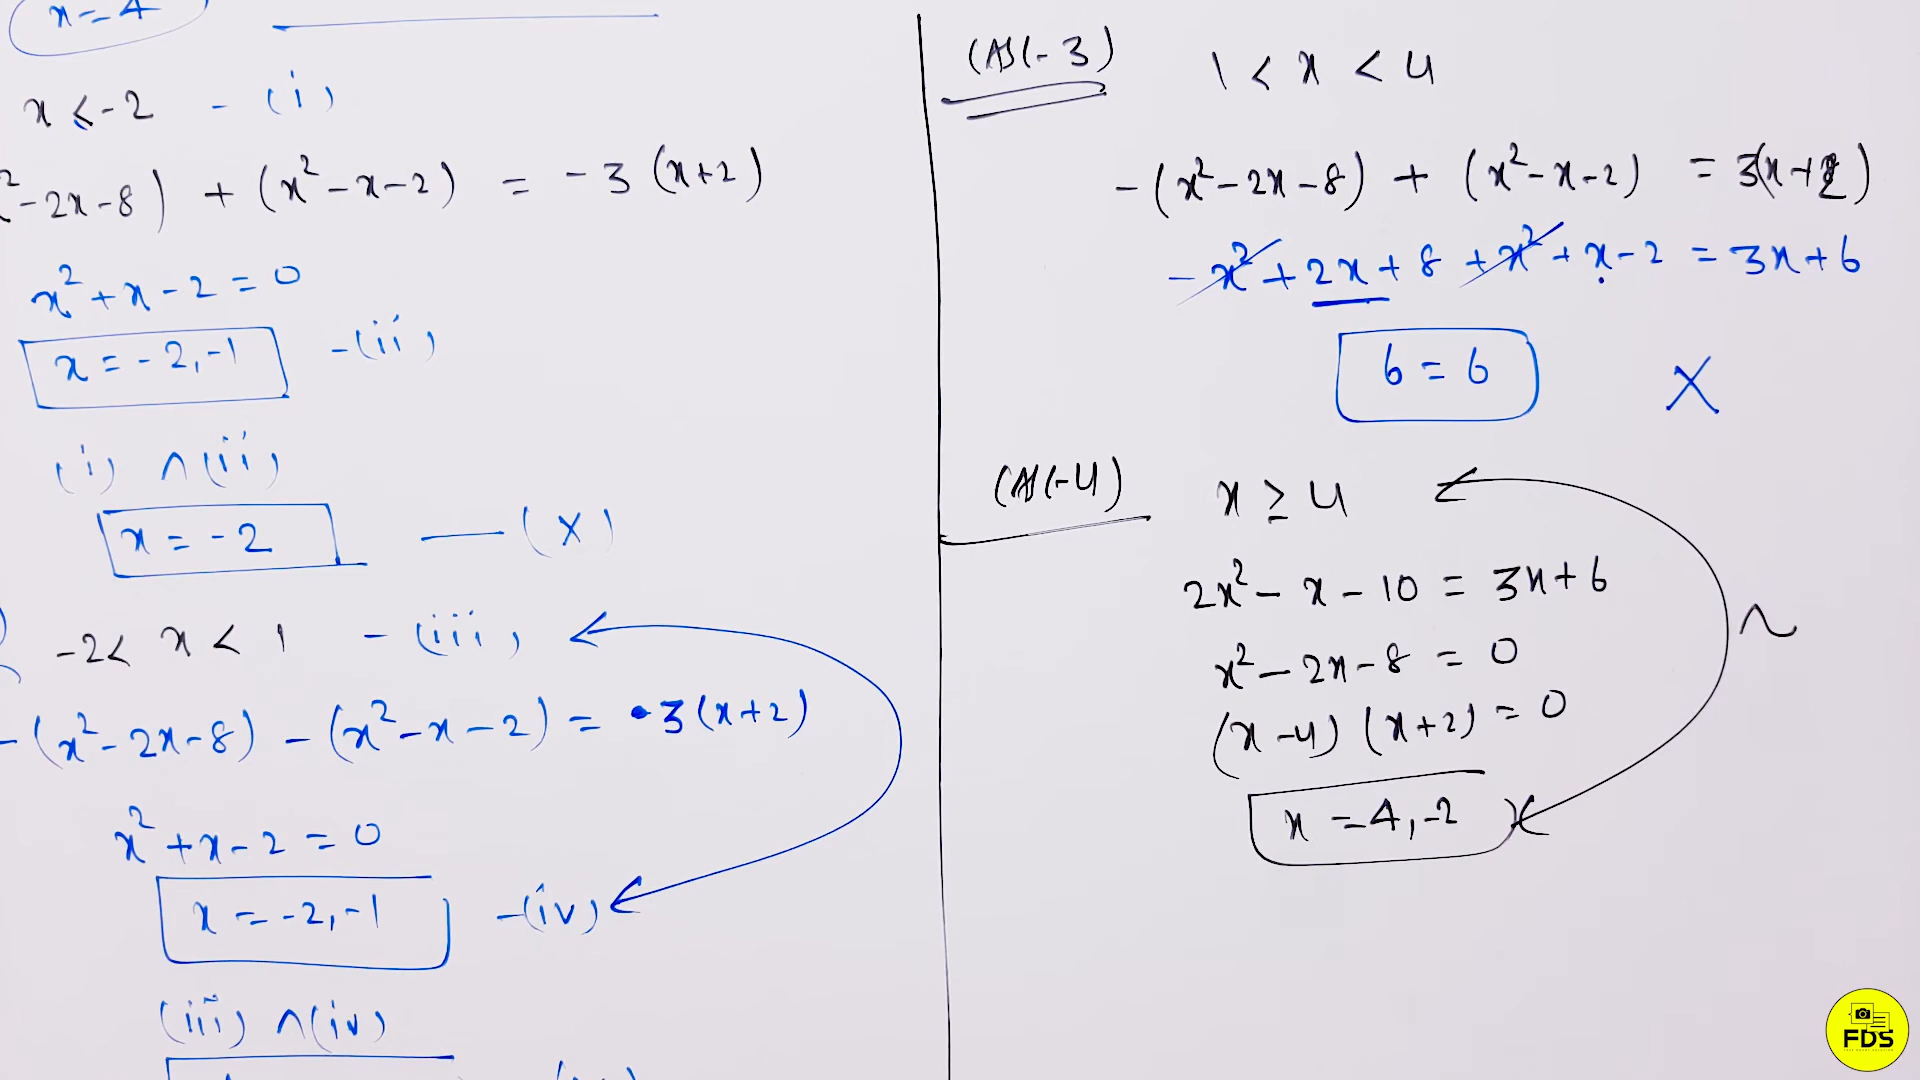 x=4
x ≤ -2 - (i)
x²-2x-8) + (x²-x-2) = -3 (x+2)
x²+x-2=0
x = -2,-1 -(ii)
(i) ∩ (ii)
x = -2 —(X)
-2< x < 1 - (iii)
-(x²-2x-8) - (x²-x-2) = 3(x+2)
x²+x-2=0
x = -2,-1 -(iv)
(iii) ∩ (iv)
(AS(-3) 1 < x < 4
-(x²-2x-8) + (x²-x-2) = 3(x+2)
-x²+2x+8+x²+x-2 = 3x+6
6 = 6 X
(AS(-4) x ≥ 4
2x²-x-10 = 3x+6
x²-2x-8 = 0
(x-4)(x+2)=0
x = 4,-2
FDS